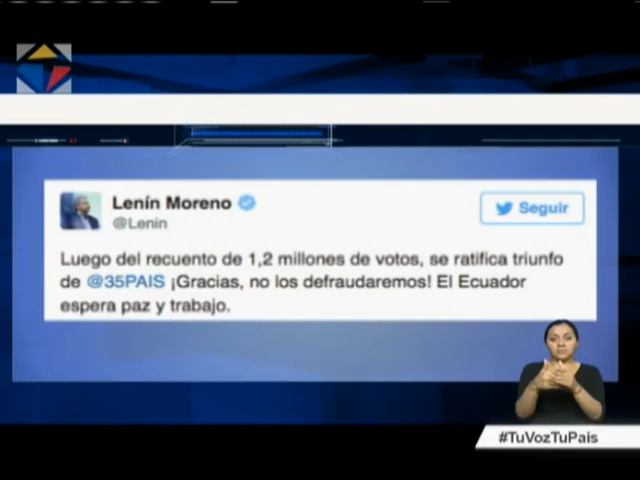 Lenín Moreno
@Lenin
Seguir
Luego del recuento de 1,2 millones de votos, se ratifica triunfo
de @35PAIS ¡Gracias, no los defraudaremos! El Ecuador
espera paz y trabajo.
#TuVozTuPaís